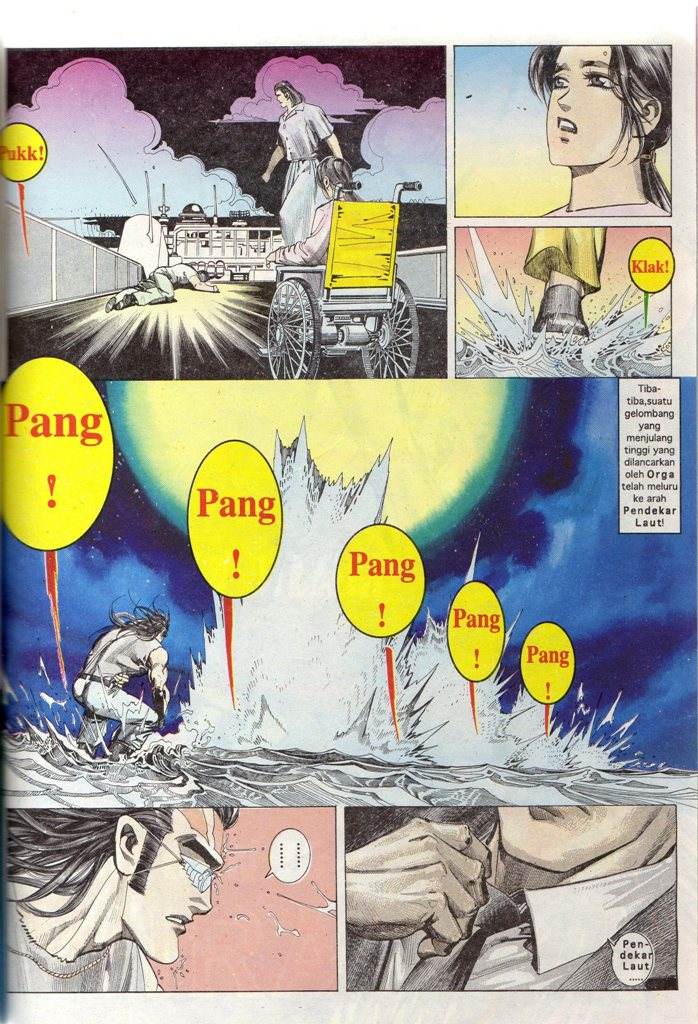 Pukk!
Klak!
Tiba-
tiba,suatu
gelombang
yang
menjulang
tinggi yang
dilancarkan
oleh Orga
telah meluru
ke arah
Pendekar
Laut!
Pang
!
Pang
!
Pang
!
Pang
!
Pang
!
......
Pen-
dekar
Laut
.....